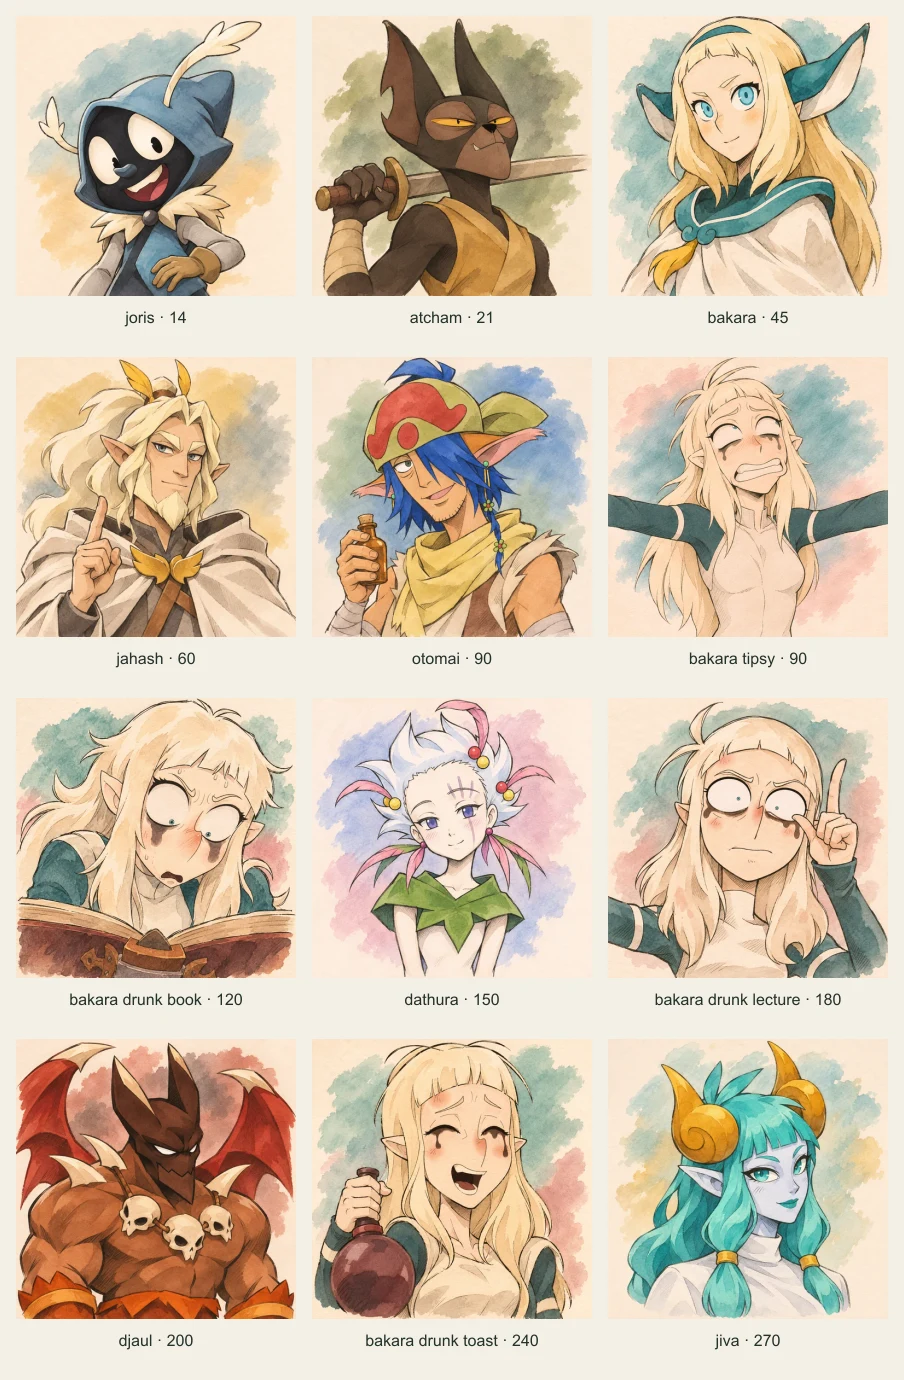 joris · 14
atcham · 21
bakara · 45
jahash · 60
otomai · 90
bakara tipsy · 90
bakara drunk book · 120
dathura · 150
bakara drunk lecture · 180
djaul · 200
bakara drunk toast · 240
jiva · 270